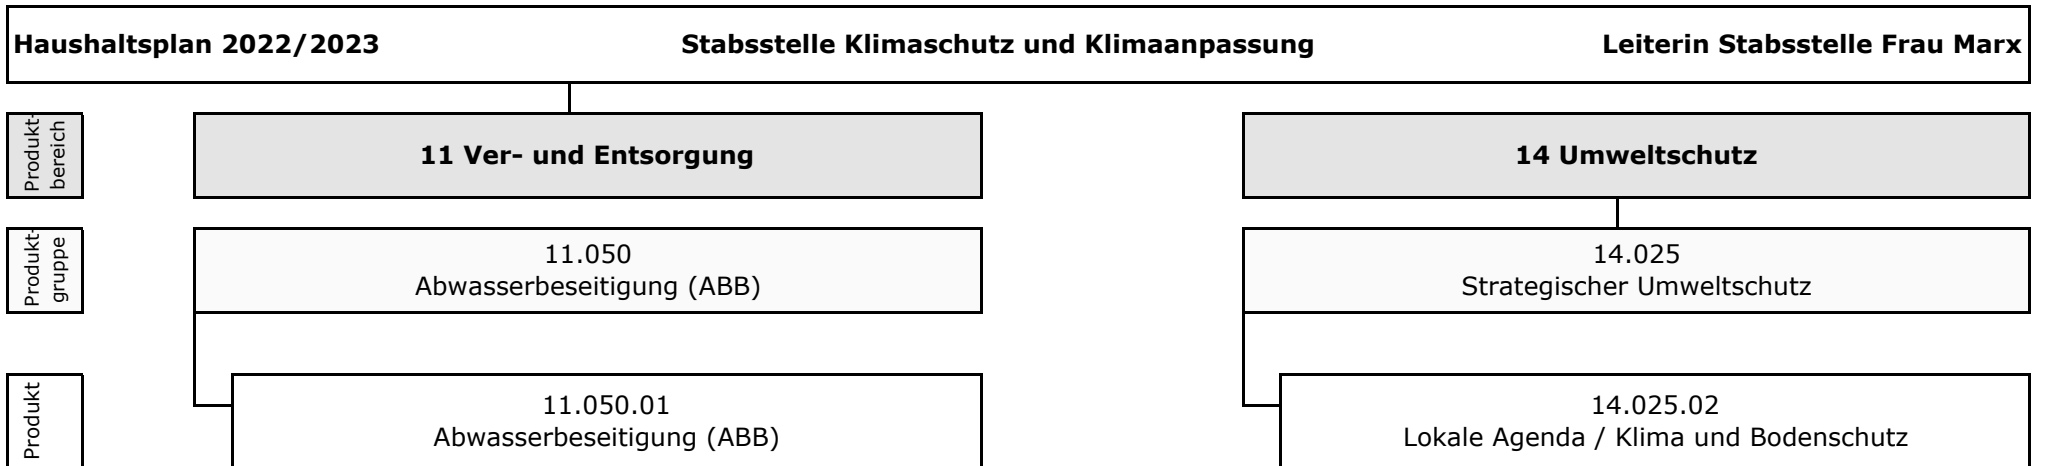 Haushaltsplan 2022/2023 Stabsstelle Klimaschutz und Klimaanpassung Leiterin Stabsstelle Frau Marx
Produkt-
bereich
11 Ver- und Entsorgung
14 Umweltschutz
Produkt-
gruppe
11.050
Abwasserbeseitigung (ABB)
14.025
Strategischer Umweltschutz
Produkt
11.050.01
Abwasserbeseitigung (ABB)
14.025.02
Lokale Agenda / Klima und Bodenschutz